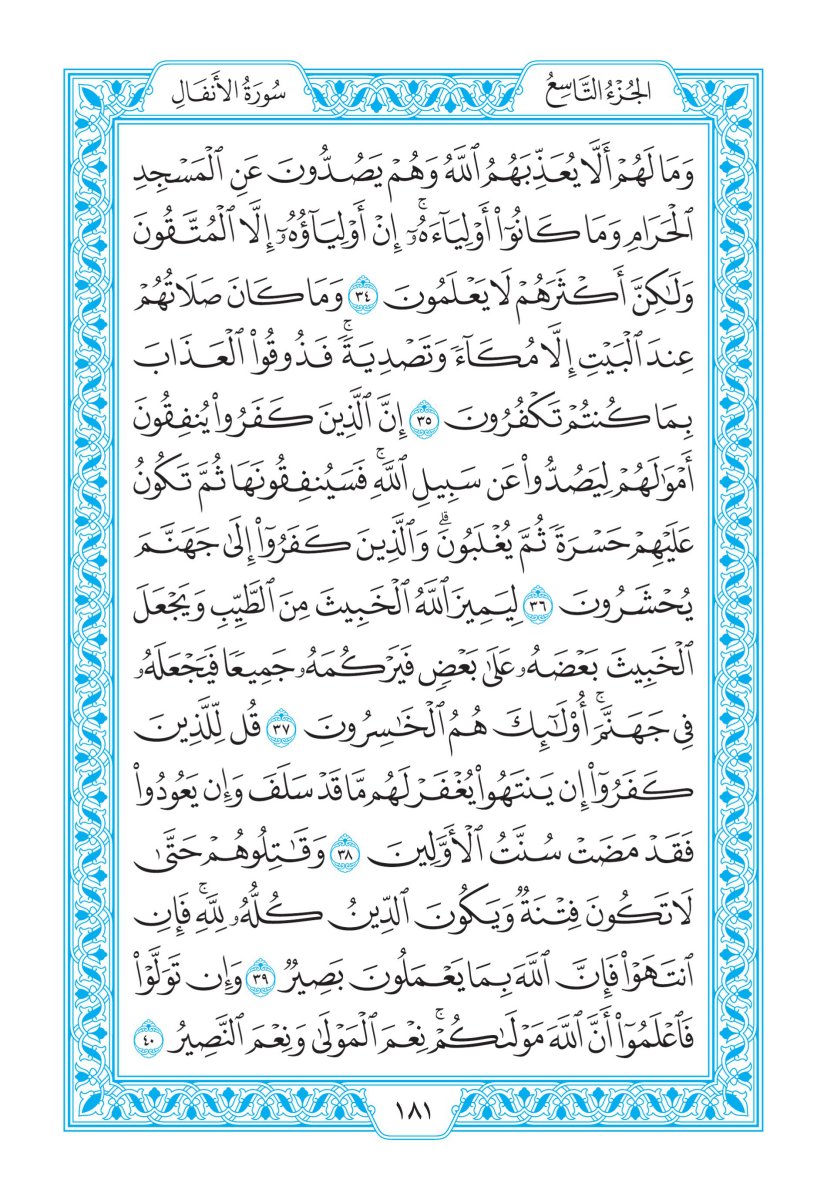 الجُزْءُ التَّاسِعُ
سُورَةُ الأَنفَالِ
وَمَا لَهُمْ أَلَّا يُعَذِّبَهُمُ ٱللَّهُ وَهُمْ يَصُدُّونَ عَنِ ٱلْمَسْجِدِ
ٱلْحَرَامِ وَمَا كَانُوٓا۟ أَوْلِيَآءَهُۥٓۚ إِنْ أَوْلِيَآؤُهُۥٓ إِلَّا ٱلْمُتَّقُونَ
وَلَٰكِنَّ أَكْثَرَهُمْ لَا يَعْلَمُونَ ٣٤ وَمَا كَانَ صَلَاتُهُمْ
عِندَ ٱلْبَيْتِ إِلَّا مُكَآءً وَتَصْدِيَةًۚ فَذُوقُوا۟ ٱلْعَذَابَ
بِمَا كُنتُمْ تَكْفُرُونَ ٣٥ إِنَّ ٱلَّذِينَ كَفَرُوا۟ يُنفِقُونَ
أَمْوَٰلَهُمْ لِيَصُدُّوا۟ عَن سَبِيلِ ٱللَّهِۚ فَسَيُنفِقُونَهَا ثُمَّ تَكُونُ
عَلَيْهِمْ حَسْرَةً ثُمَّ يُغْلَبُونَۗ وَٱلَّذِينَ كَفَرُوٓا۟ إِلَىٰ جَهَنَّمَ
يُحْشَرُونَ ٣٦ لِيَمِيزَ ٱللَّهُ ٱلْخَبِيثَ مِنَ ٱلطَّيِّبِ وَيَجْعَلَ
ٱلْخَبِيثَ بَعْضَهُۥ عَلَىٰ بَعْضٍ فَيَرْكُمَهُۥ جَمِيعًا فَيَجْعَلَهُۥ
فِى جَهَنَّمَۚ أُو۟لَٰٓئِكَ هُمُ ٱلْخَٰسِرُونَ ٣٧ قُل لِّلَّذِينَ
كَفَرُوٓا۟ إِن يَنتَهُوا۟ يُغْفَرْ لَهُم مَّا قَدْ سَلَفَ وَإِن يَعُودُوا۟
فَقَدْ مَضَتْ سُنَّتُ ٱلْأَوَّلِينَ ٣٨ وَقَٰتِلُوهُمْ حَتَّىٰ
لَا تَكُونَ فِتْنَةٌ وَيَكُونَ ٱلدِّينُ كُلُّهُۥ لِلَّهِۚ فَإِنِ
ٱنتَهَوْا۟ فَإِنَّ ٱللَّهَ بِمَا يَعْمَلُونَ بَصِيرٌ ٣٩ وَإِن تَوَلَّوْا۟
فَٱعْلَمُوٓا۟ أَنَّ ٱللَّهَ مَوْلَىٰكُمْۚ نِعْمَ ٱلْمَوْلَىٰ وَنِعْمَ ٱلنَّصِيرُ ٤٠
١٨١